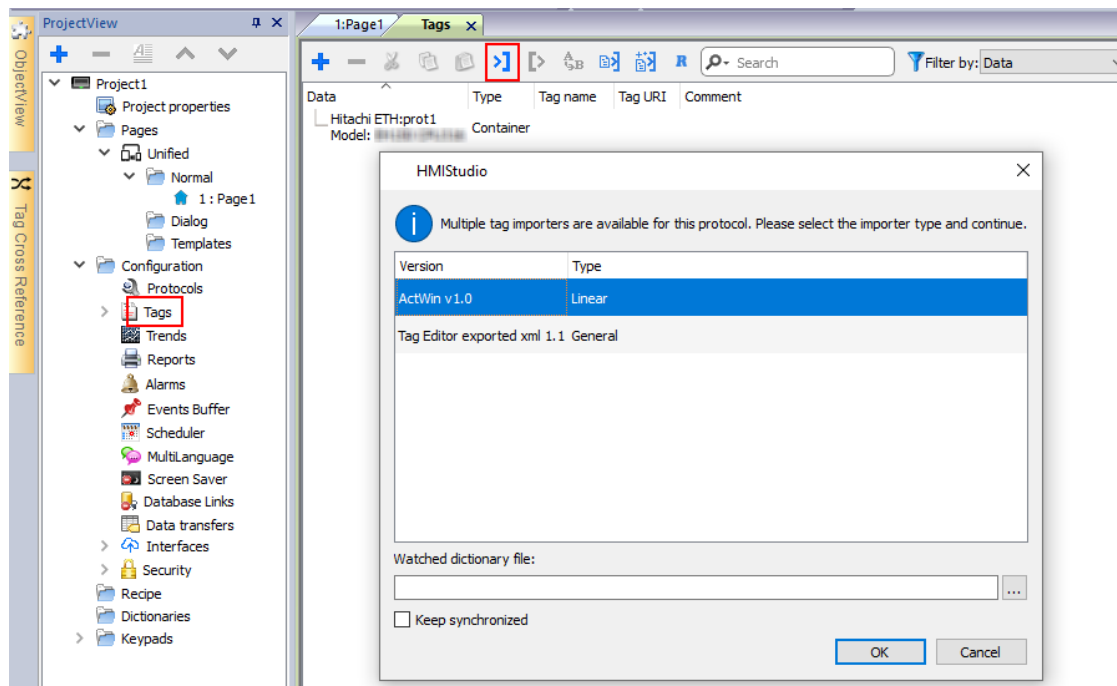 ProjectView
ObjectView
Tag Cross Reference
Project1
Project properties
Pages
Unified
Normal
1 : Page1
Dialog
Templates
Configuration
Protocols
Tags
Trends
Reports
Alarms
Events Buffer
Scheduler
MultiLanguage
Screen Saver
Database Links
Data transfers
Interfaces
Security
Recipe
Dictionaries
Keypads
1:Page1 Tags
Search Filter by: Data
Data Type Tag name Tag URI Comment
Hitachi ETH:prot1
Model: Container
HMIStudio
Multiple tag importers are available for this protocol. Please select the importer type and continue.
Version Type
ActWin v1.0 Linear
Tag Editor exported xml 1.1 General
Watched dictionary file:
...
Keep synchronized
OK Cancel